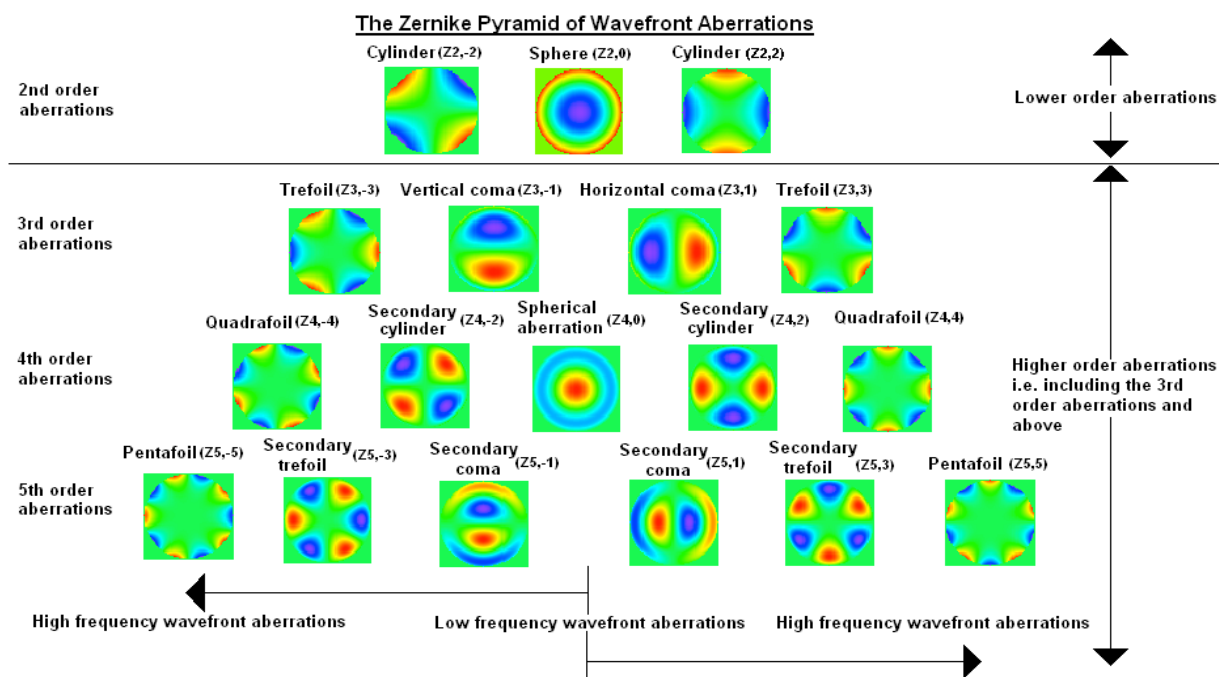 The Zernike Pyramid of Wavefront Aberrations
Cylinder (Z2,-2)
Sphere (Z2,0)
Cylinder (Z2,2)
2nd order
aberrations
Lower order aberrations
Trefoil (Z3,-3)
Vertical coma (Z3,-1)
Horizontal coma (Z3,1)
Trefoil (Z3,3)
3rd order
aberrations
Quadrafoil (Z4,-4)
Secondary
cylinder (Z4,-2)
Spherical
aberration (Z4,0)
Secondary
cylinder (Z4,2)
Quadrafoil (Z4,4)
4th order
aberrations
Higher order aberrations
i.e. including the 3rd
order aberrations and
above
Pentafoil (Z5,-5)
Secondary
trefoil (Z5,-3)
Secondary
coma (Z5,-1)
Secondary
coma (Z5,1)
Secondary
trefoil (Z5,3)
Pentafoil (Z5,5)
5th order
aberrations
High frequency wavefront aberrations
Low frequency wavefront aberrations
High frequency wavefront aberrations